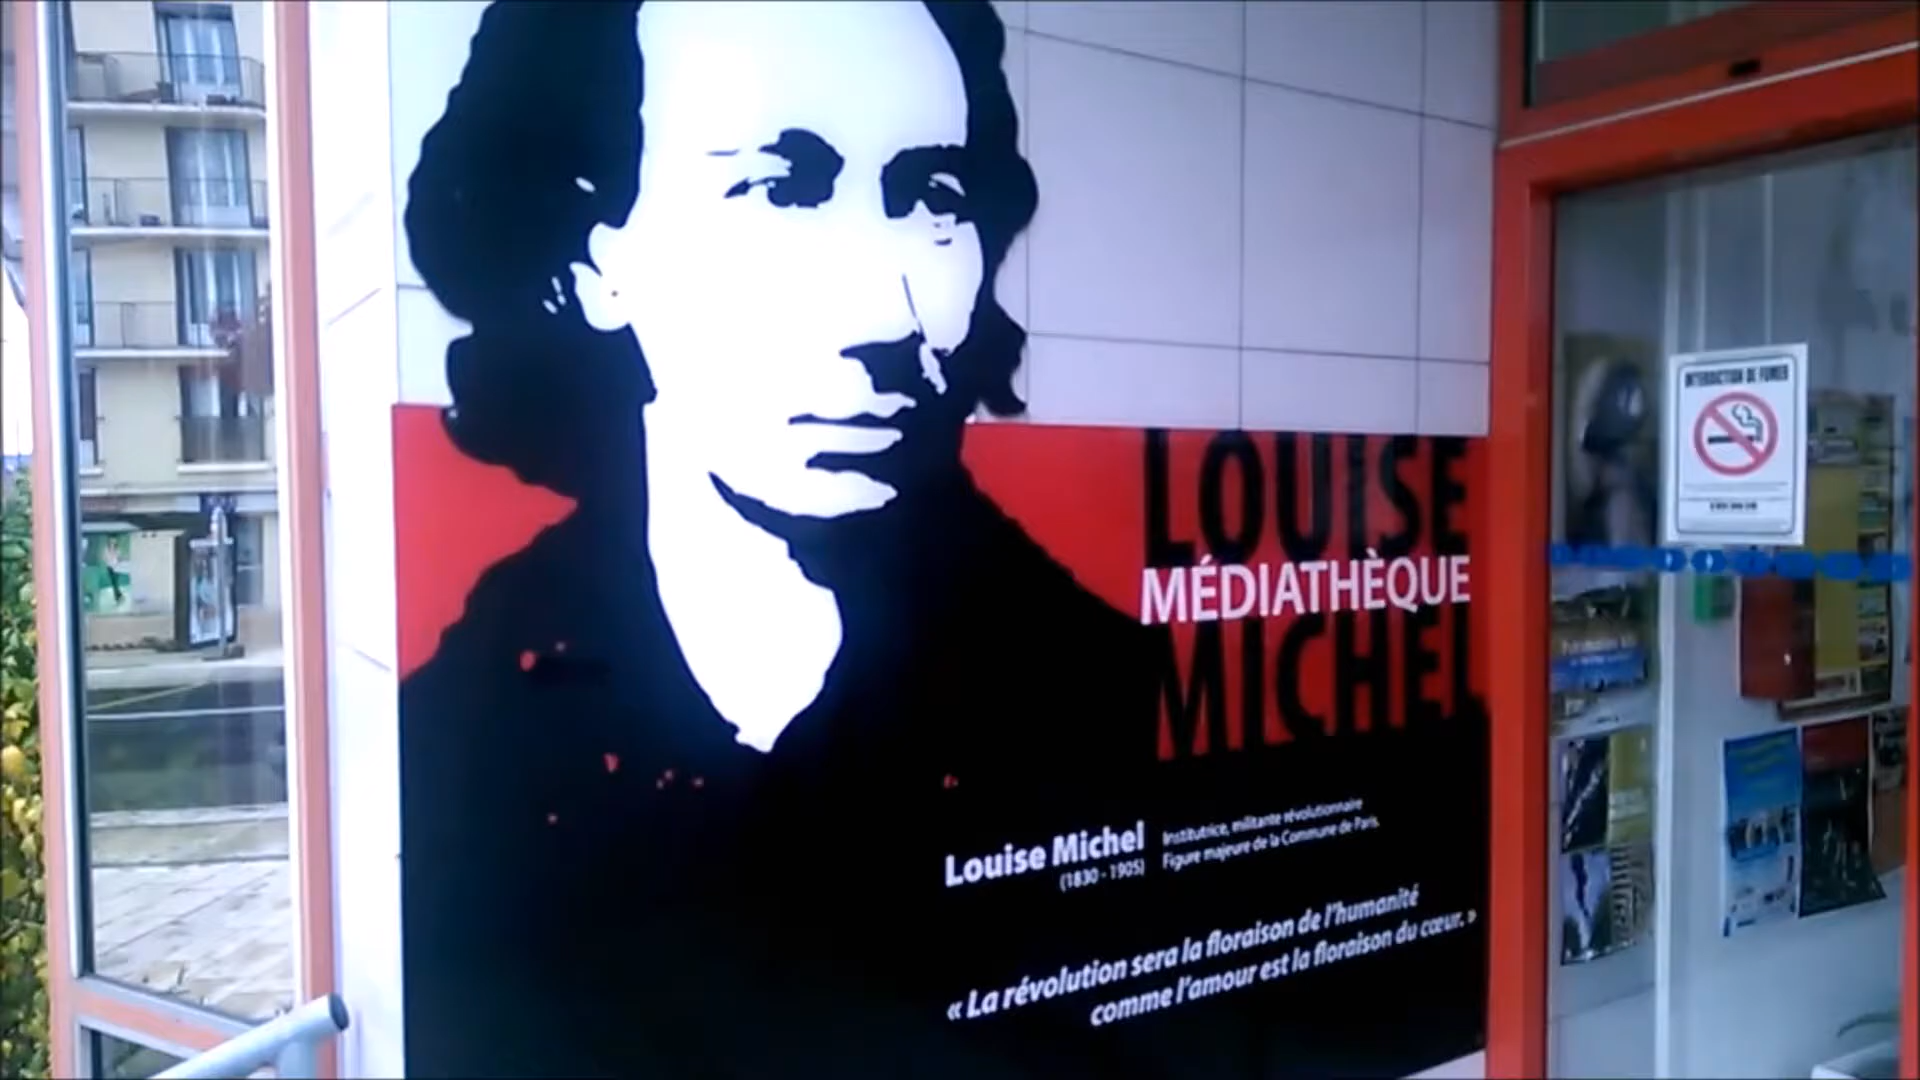 LOUISE
MÉDIATHÈQUE
MICHEL
Louise Michel
(1830 - 1905)
Institutrice, militante révolutionnaire
Figure majeure de la Commune de Paris.
« La révolution sera la floraison de l'humanité
comme l'amour est la floraison du cœur. »
INTERDICTION DE FUMER